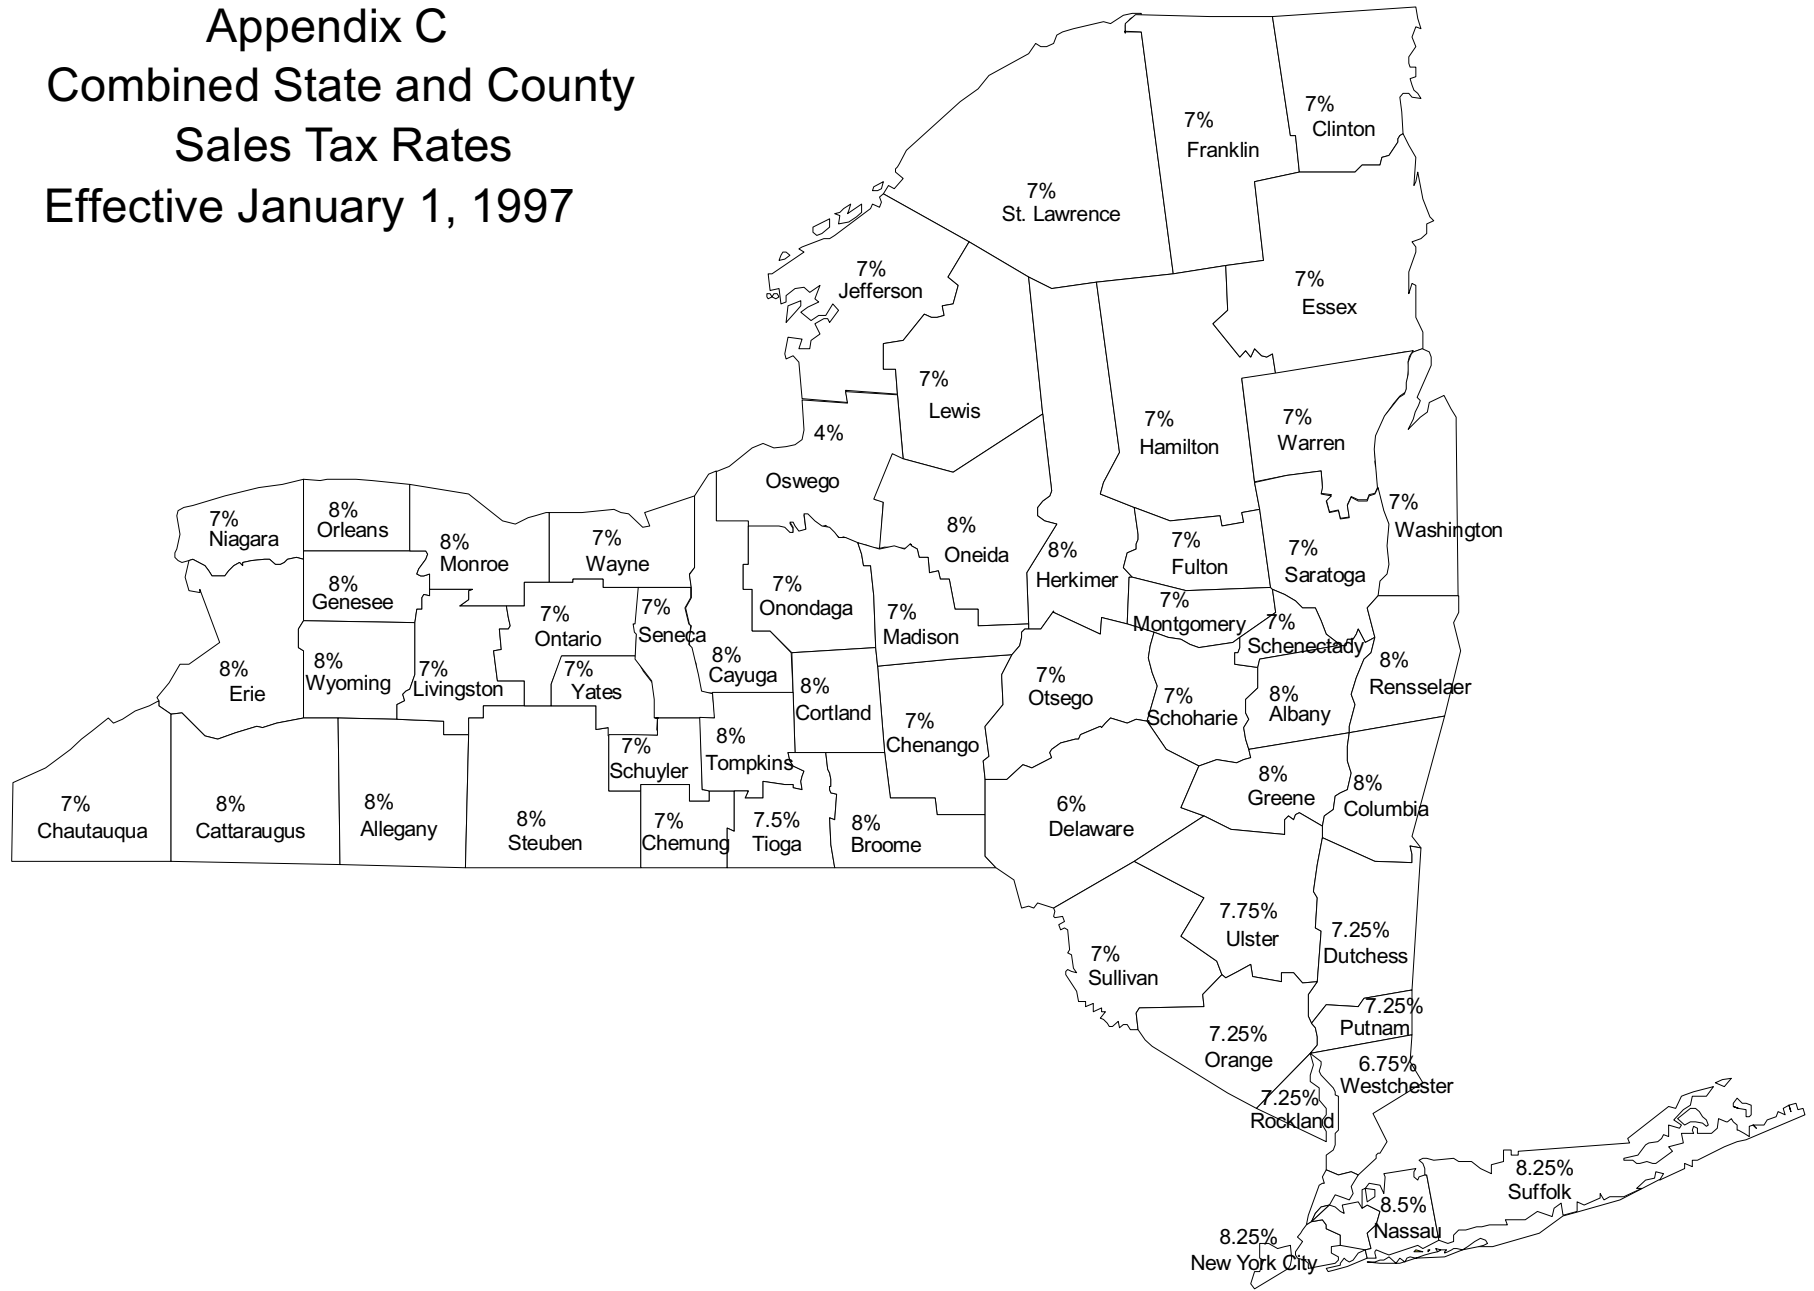 Appendix C
Combined State and County
Sales Tax Rates
Effective January 1, 1997
7%
Clinton
7%
Franklin
7%
St. Lawrence
7%
Jefferson
7%
Essex
7%
Lewis
7%
Hamilton
7%
Warren
4%
Oswego
7%
Niagara
8%
Orleans
8%
Monroe
7%
Wayne
8%
Oneida
8%
Herkimer
7%
Fulton
7%
Saratoga
7%
Washington
8%
Genesee
7%
Ontario
7%
Seneca
7%
Onondaga
7%
Madison
7%
Montgomery
7%
Schenectady
8%
Erie
8%
Wyoming
7%
Livingston
7%
Yates
8%
Cayuga
8%
Cortland
7%
Chenango
7%
Otsego
7%
Schoharie
8%
Albany
8%
Rensselaer
7%
Schuyler
8%
Tompkins
7%
Chautauqua
8%
Cattaraugus
8%
Allegany
8%
Steuben
7%
Chemung
7.5%
Tioga
8%
Broome
6%
Delaware
8%
Greene
8%
Columbia
7.75%
Ulster
7.25%
Dutchess
7%
Sullivan
7.25%
Putnam
7.25%
Orange
6.75%
Westchester
7.25%
Rockland
8.25%
Suffolk
8.5%
Nassau
8.25%
New York City